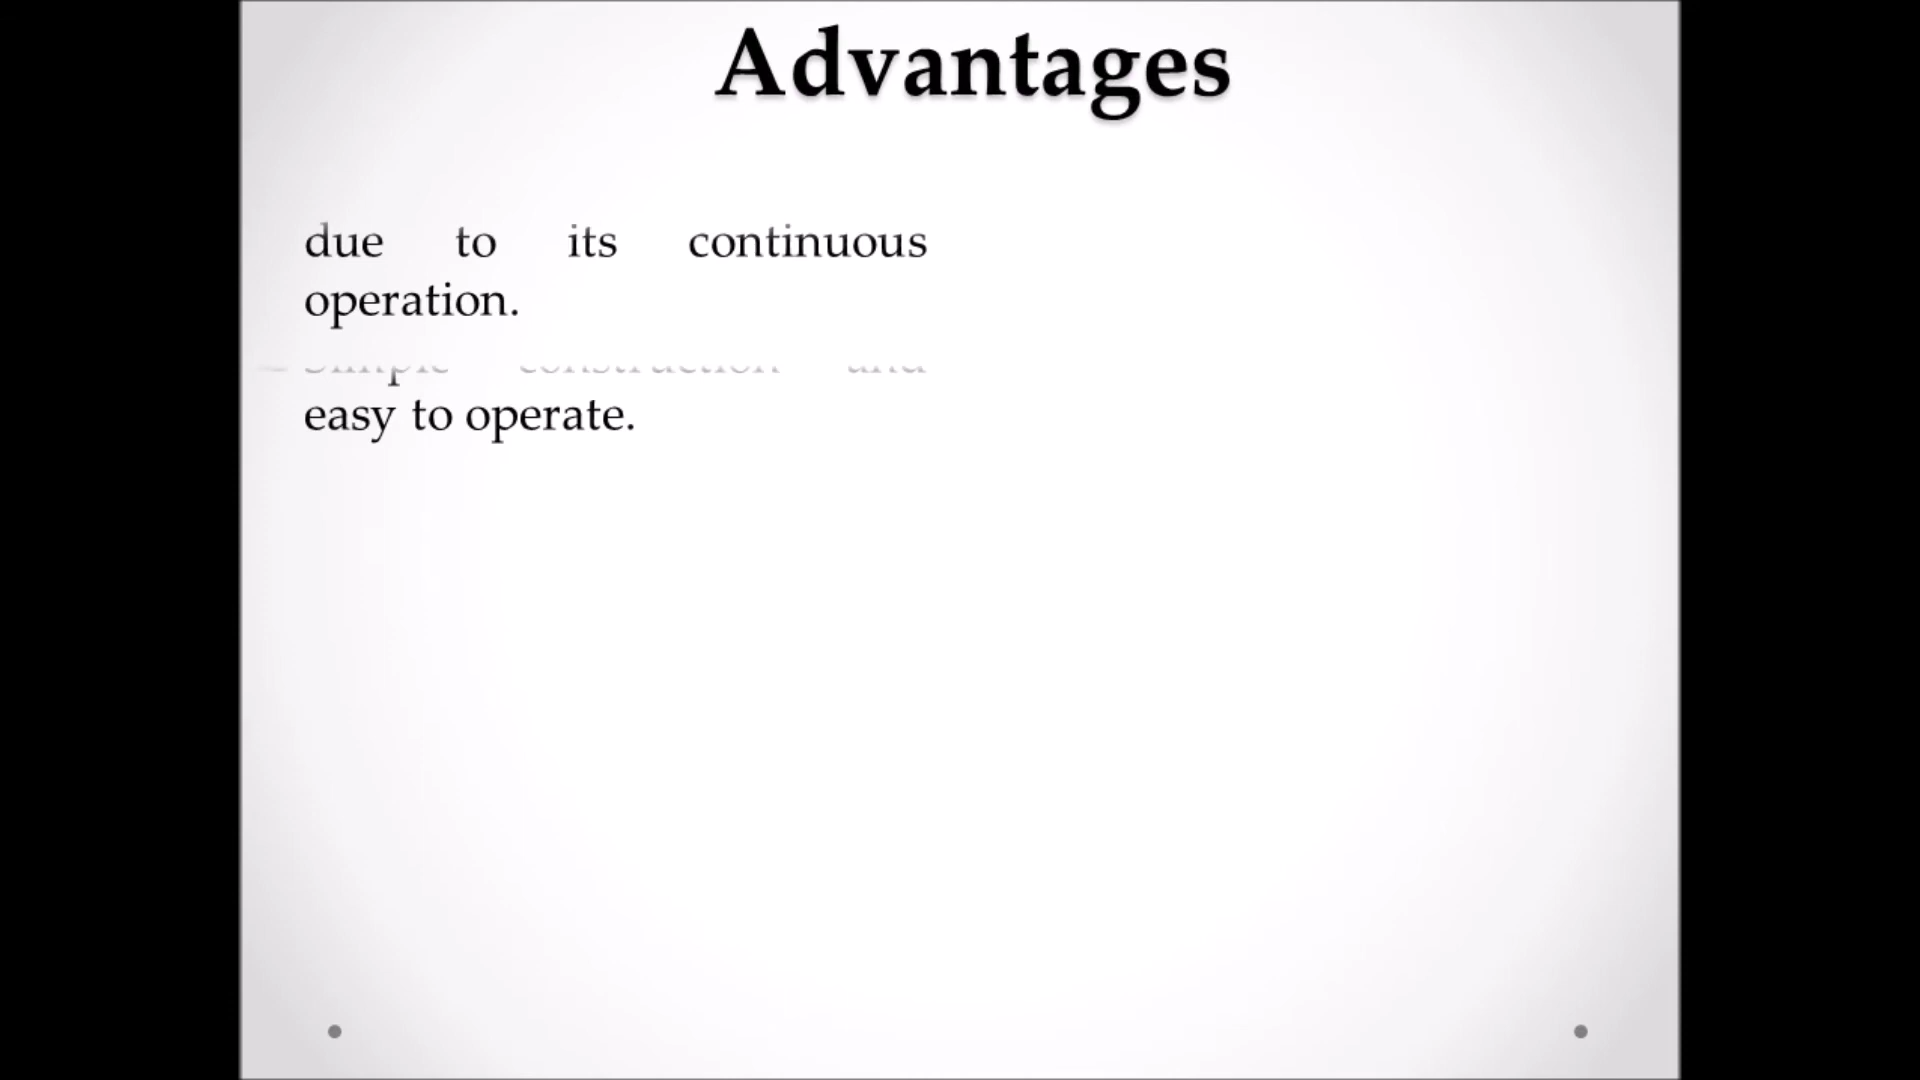 Advantages
due to its continuous
operation.
Simple construction and
easy to operate.